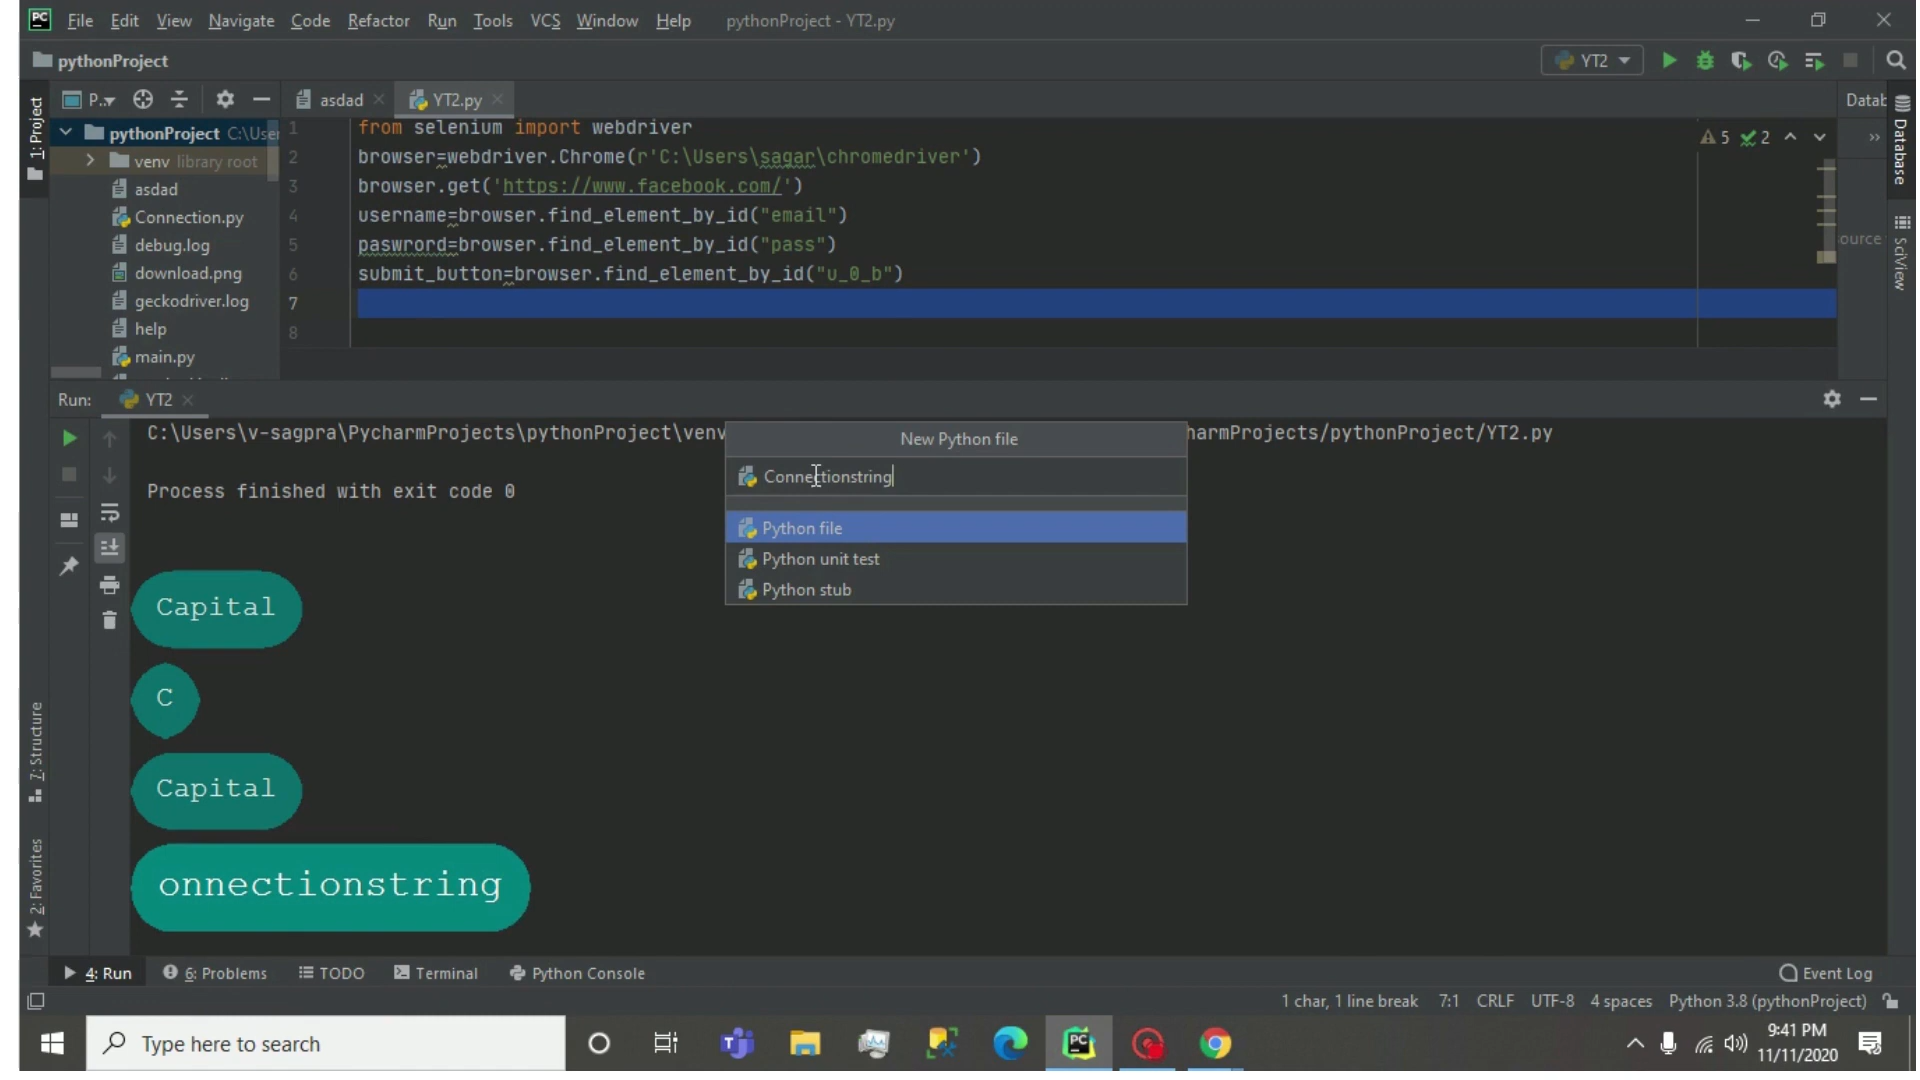 PC File Edit View Navigate Code Refactor Run Tools VCS Window Help pythonProject - YT2.py
pythonProject
YT2
P..
asdad
YT2.py
Datab
1: Project
pythonProject C:\User
venv library root
asdad
Connection.py
debug.log
download.png
geckodriver.log
help
main.py
1 from selenium import webdriver
2 browser=webdriver.Chrome(r'C:\Users\sagar\chromedriver')
3 browser.get('https://www.facebook.com/')
4 username=browser.find_element_by_id("email")
5 paswrord=browser.find_element_by_id("pass")
6 submit_button=browser.find_element_by_id("u_0_b")
7
8
5 2
ource
Database
SciView
Run: YT2
C:\Users\v-sagpra\PycharmProjects\pythonProject\venv
harmProjects/pythonProject/YT2.py
Process finished with exit code 0
New Python file
Connectionstring
Python file
Python unit test
Python stub
Capital
C
Capital
onnectionstring
7: Structure
2: Favorites
4: Run 6: Problems TODO Terminal Python Console
Event Log
1 char, 1 line break 7:1 CRLF UTF-8 4 spaces Python 3.8 (pythonProject)
Type here to search
PC
9:41 PM
11/11/2020